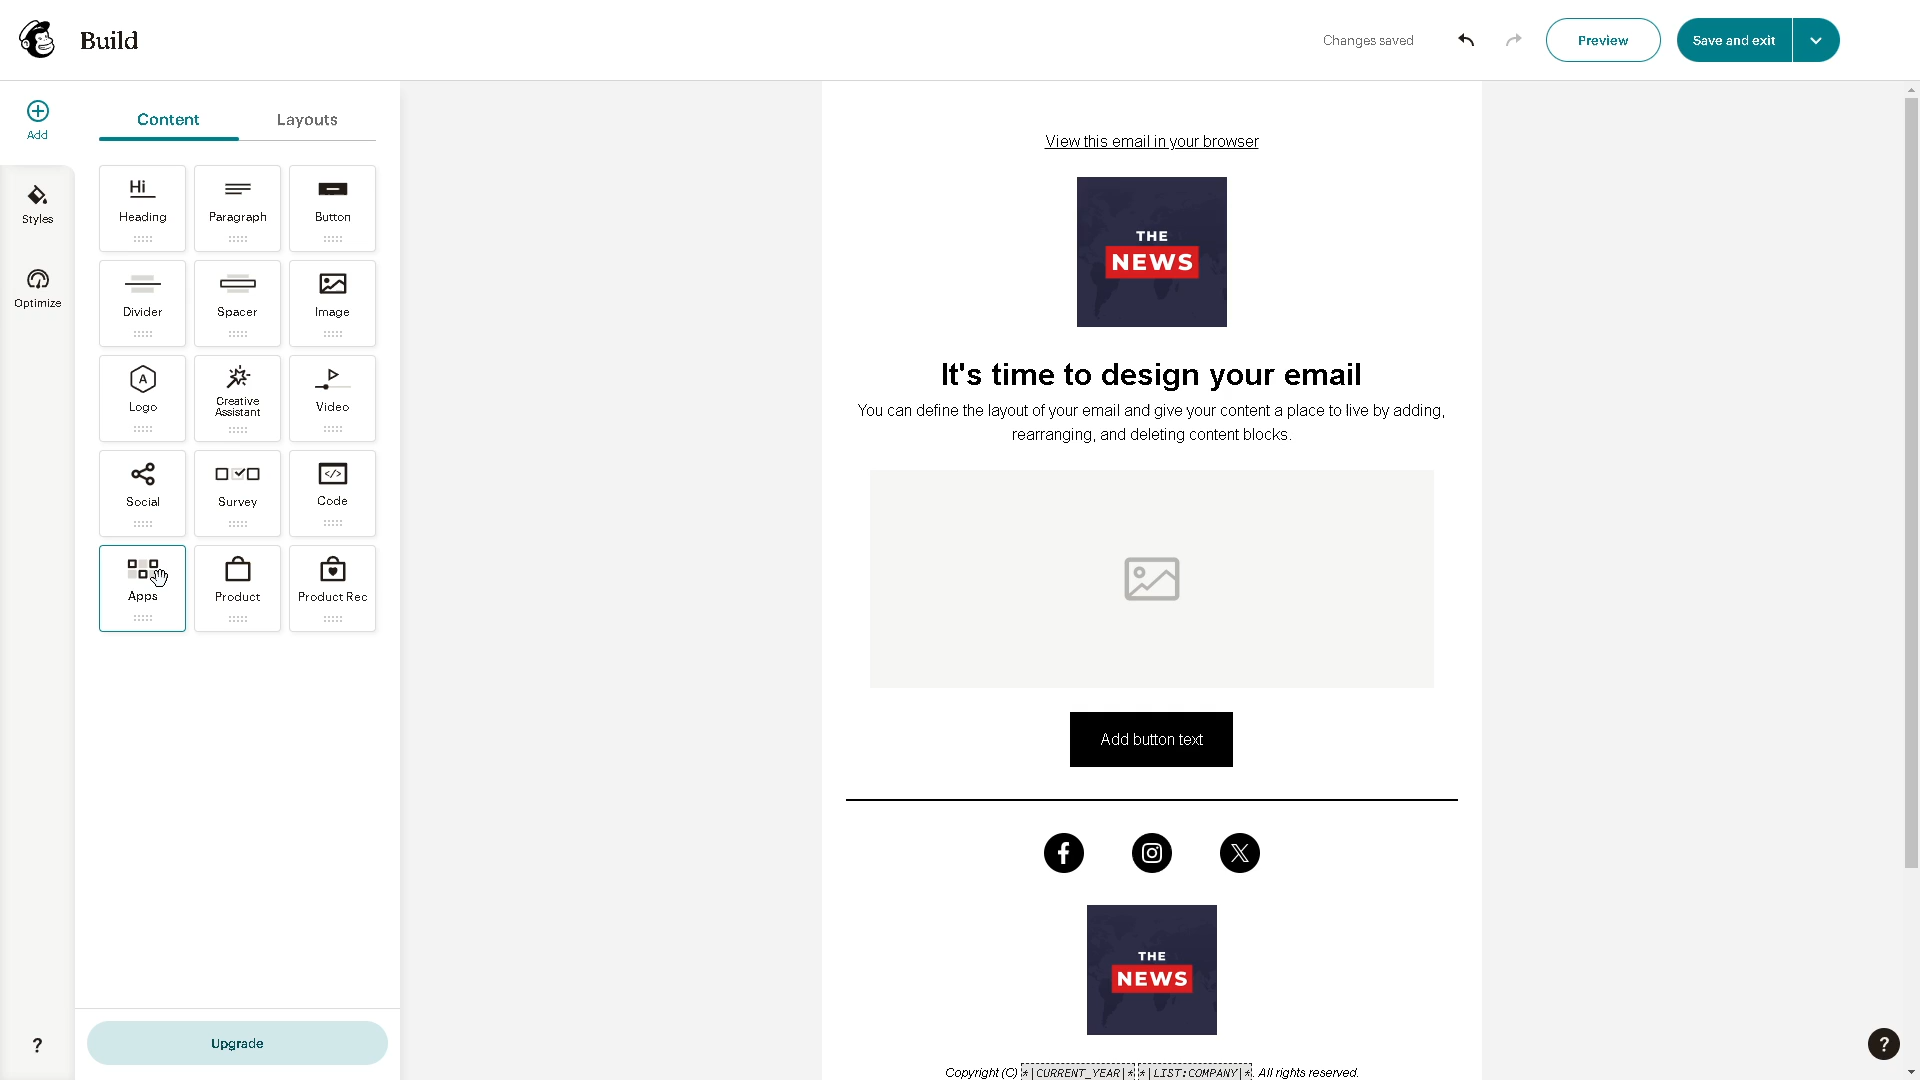 Build
Changes saved
Preview
Save and exit
Add
Styles
Optimize
?
Content
Layouts
Hi
Heading
Paragraph
Button
Divider
Spacer
Image
A
Logo
Creative
Assistant
Video
Social
Survey
</>
Code
Apps
Product
Product Rec
Upgrade
View this email in your browser
THE
NEWS
It's time to design your email
You can define the layout of your email and give your content a place to live by adding,
rearranging, and deleting content blocks.
Add button text
THE
NEWS
Copyright (C) *|CURRENT_YEAR|* *|LIST:COMPANY|*. All rights reserved.
?